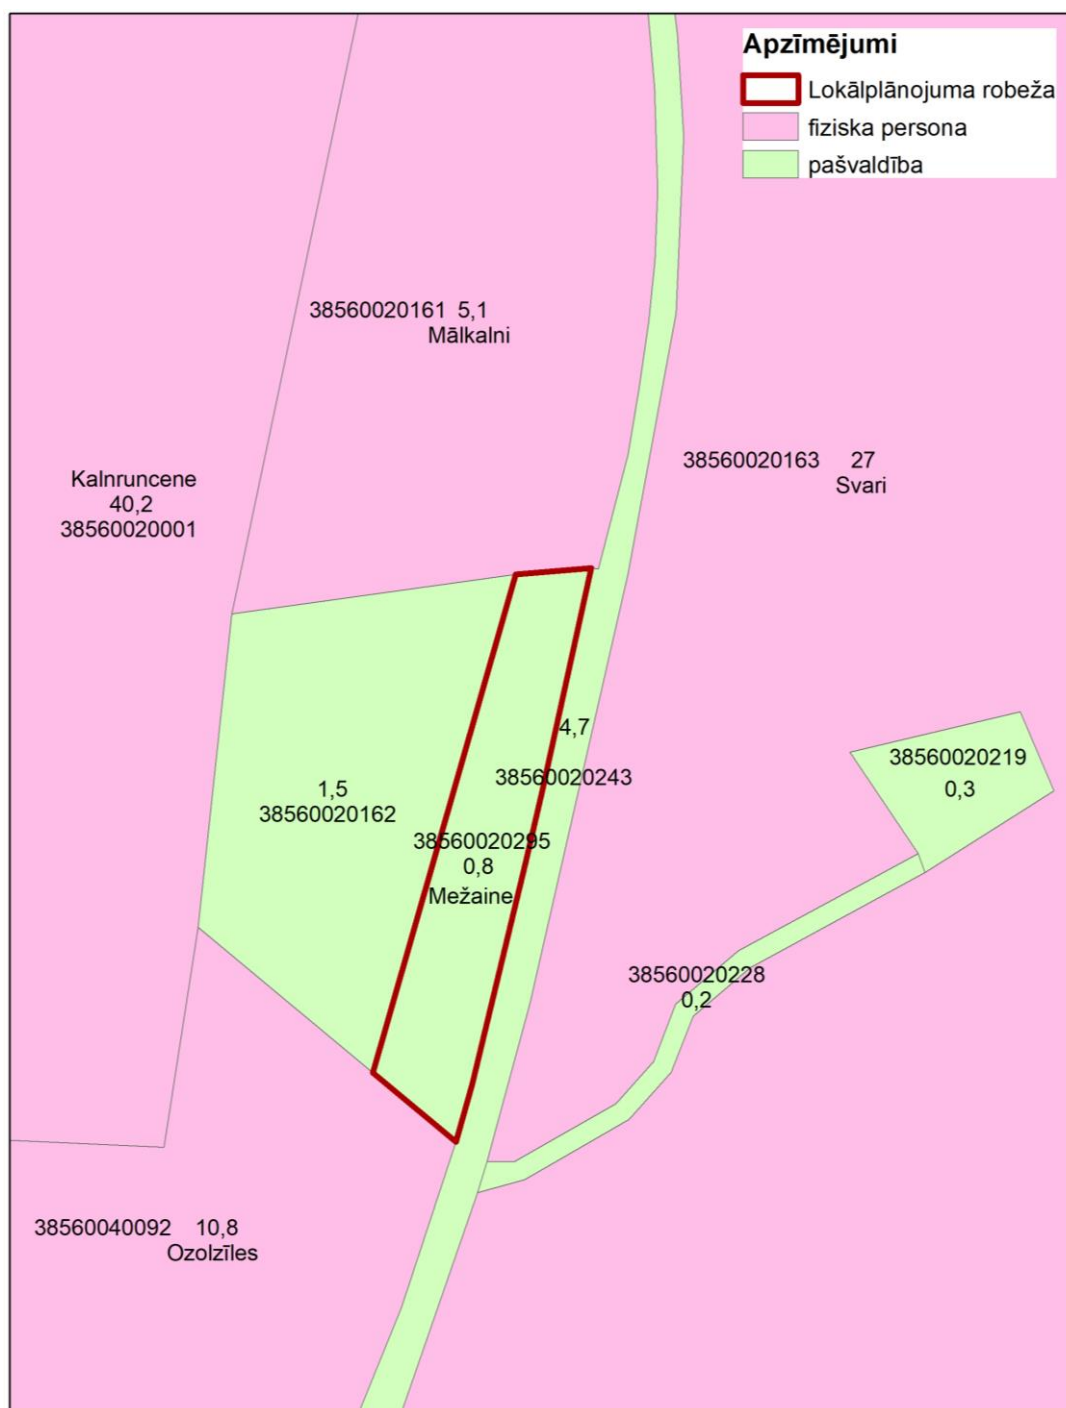 Apzīmējumi
Lokālplānojuma robeža
fiziska persona
pašvaldība
38560020161 5,1
Mālkalni
38560020163 27
Svari
Kalnruncene
40,2
38560020001
4,7
38560020243
38560020219
0,3
1,5
38560020162
38560020295
0,8
Mežaine
38560020228
0,2
38560040092 10,8
Ozolzīles